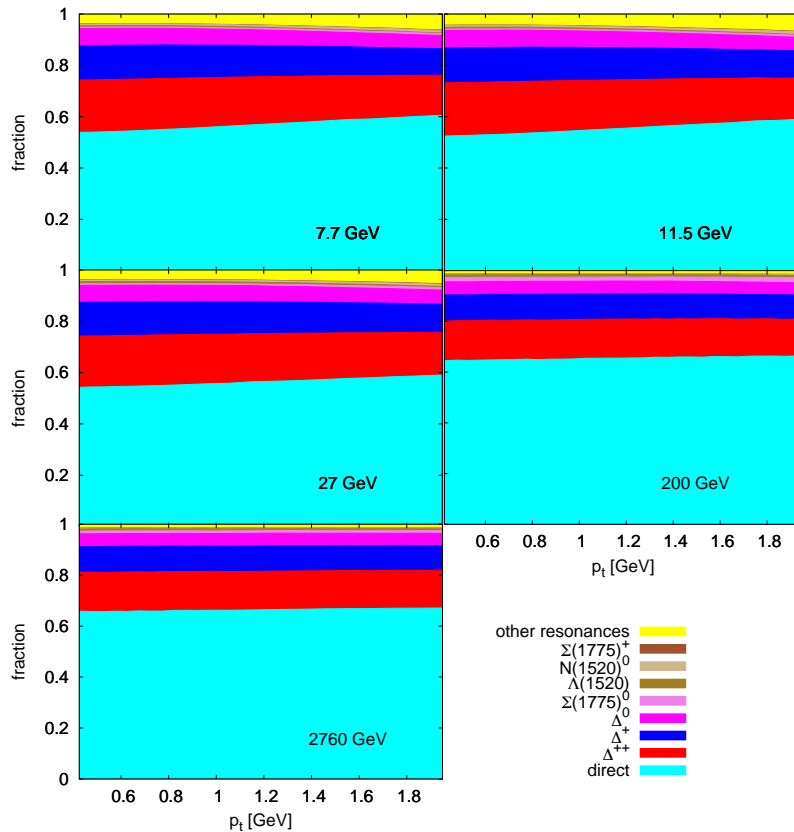 1
0.8
0.6
0.4
0.2
0
fraction
7.7 GeV
11.5 GeV
1
0.8
0.6
0.4
0.2
fraction
27 GeV
200 GeV
0.6 0.8 1 1.2 1.4 1.6 1.8
p_t [GeV]
1
0.8
0.6
0.4
0.2
0
fraction
2760 GeV
0.6 0.8 1 1.2 1.4 1.6 1.8
p_t [GeV]
other resonances
Σ(1775)⁺
N(1520)⁰
Λ(1520)
Σ(1775)⁰
Δ⁰
Δ⁺
Δ⁺⁺
direct